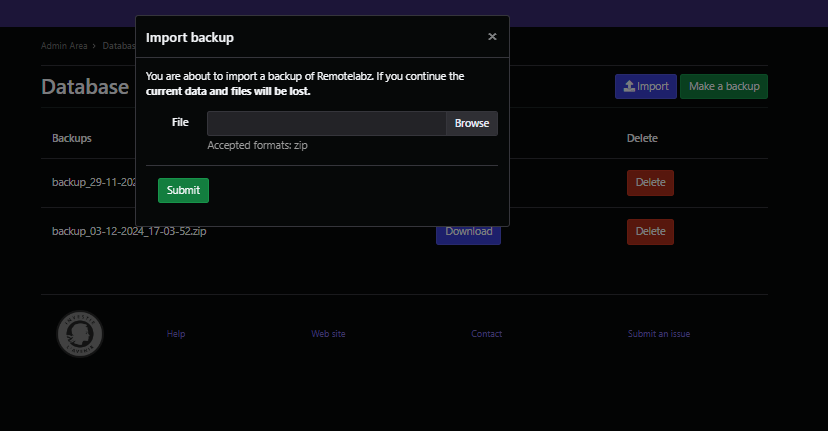 Import backup ×
Admin Area › Databas
You are about to import a backup of Remotelabz. If you continue the
current data and files will be lost.
Database
Import Make a backup
File Browse
Accepted formats: zip
Backups Delete
Submit
backup_29-11-202 Delete
backup_03-12-2024_17-03-52.zip Download Delete
Help Web site Contact Submit an issue